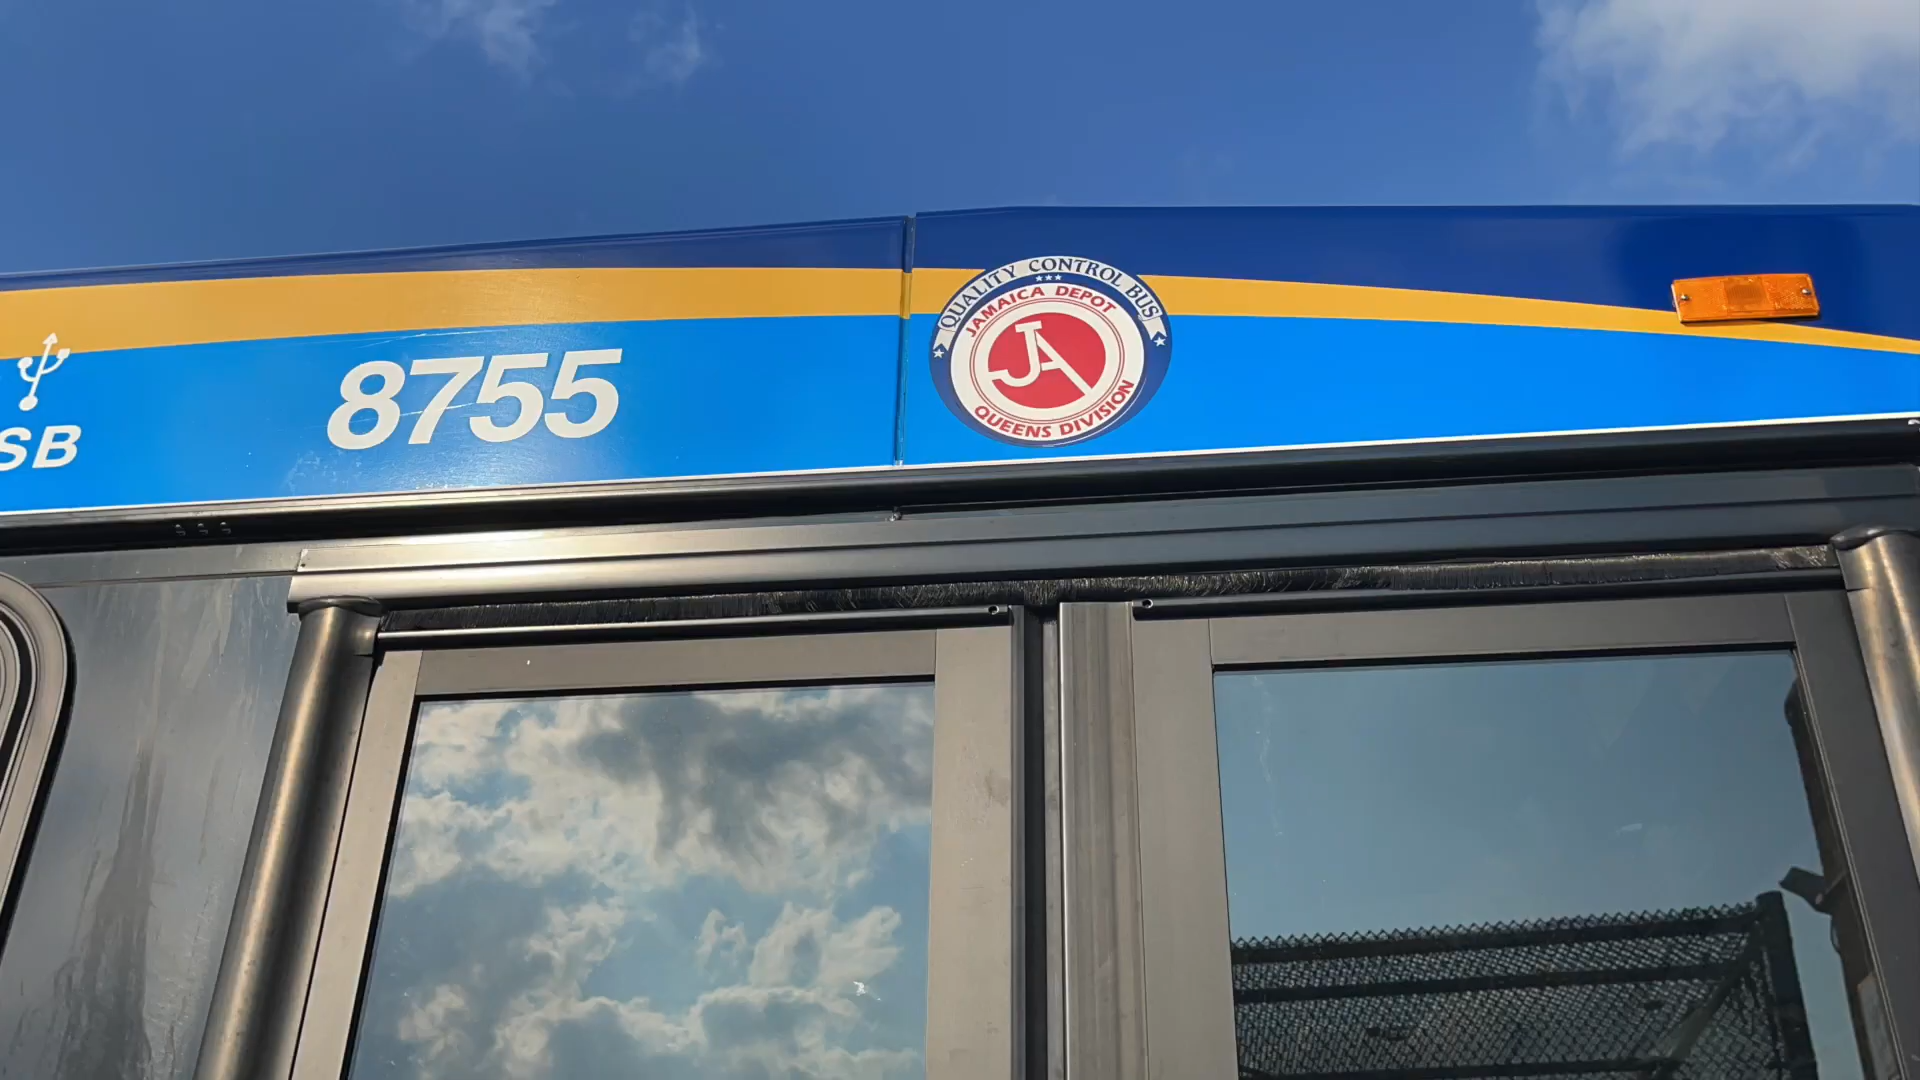 SB
8755
QUALITY CONTROL BUS
JAMAICA DEPOT
JA
QUEENS DIVISION